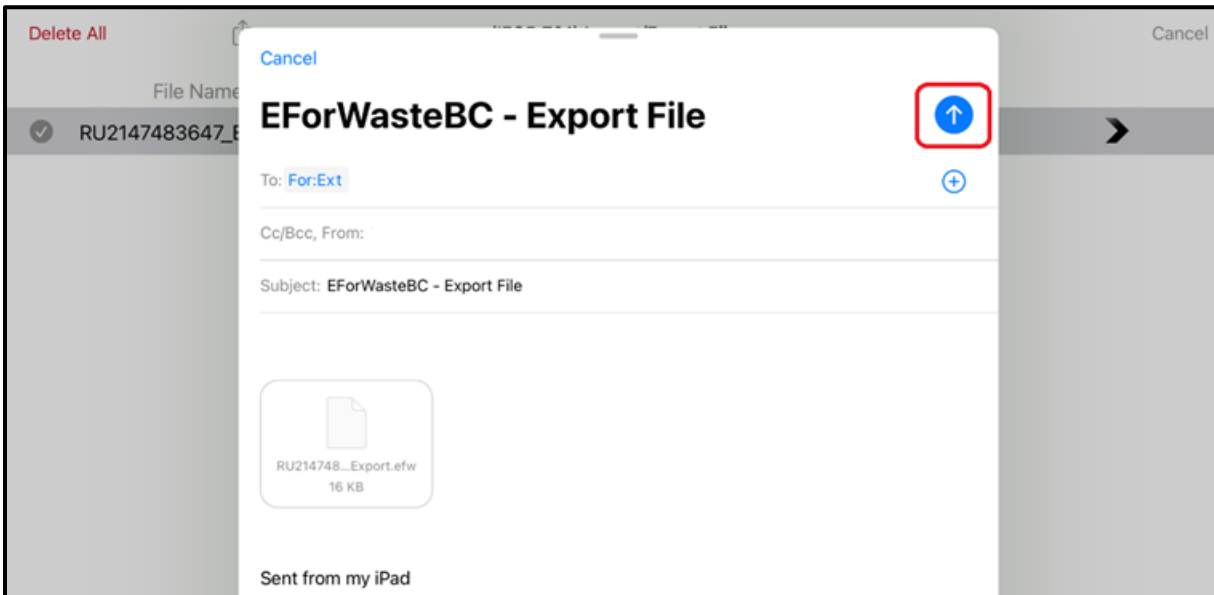 Delete All
Cancel
Cancel
File Name
EForWasteBC - Export File
RU2147483647_E
To: For:Ext
Cc/Bcc, From:
Subject: EForWasteBC - Export File
RU214748...Export.efw
16 KB
Sent from my iPad